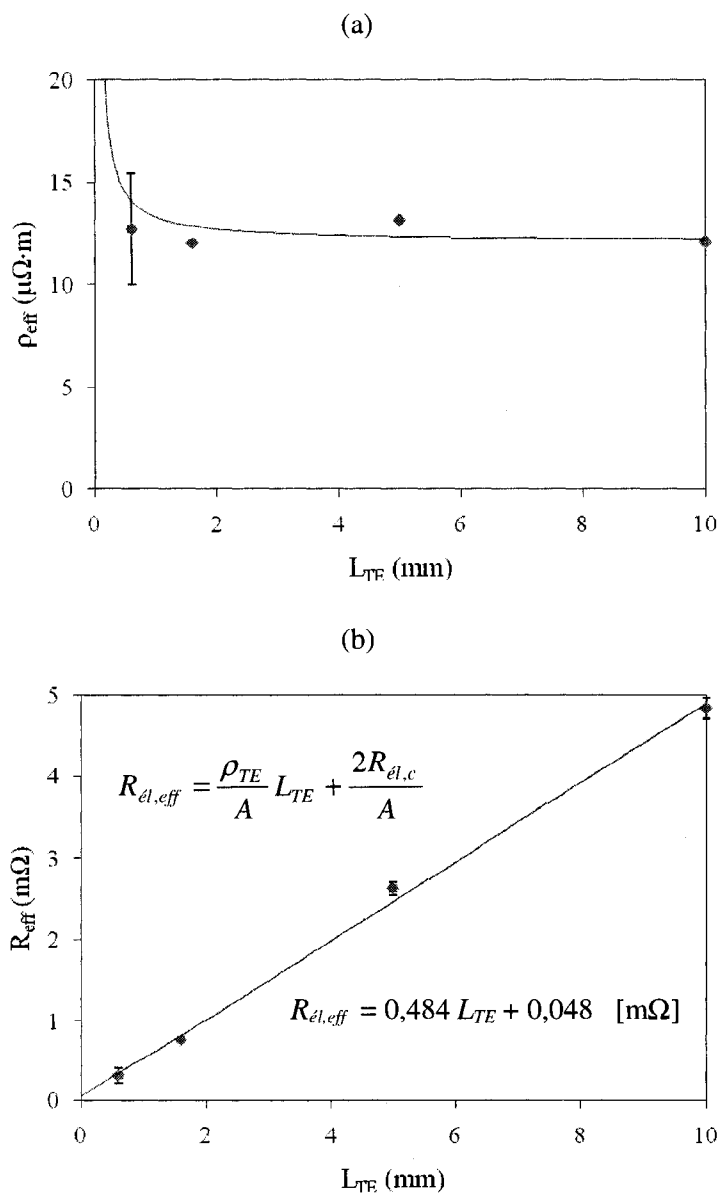 (a)
20
15
10
5
0
ρeff (μΩ·m)
0 2 4 6 8 10
LTE (mm)
(b)
5
4
3
2
1
0
Reff (mΩ)
Rél,eff = ρTE/A LTE + 2Rél,c/A
Rél,eff = 0,484 LTE + 0,048 [mΩ]
0 2 4 6 8 10
LTE (mm)